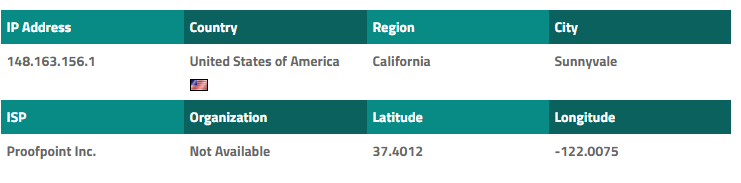 IP Address Country Region City
148.163.156.1 United States of America California Sunnyvale
ISP Organization Latitude Longitude
Proofpoint Inc. Not Available 37.4012 -122.0075